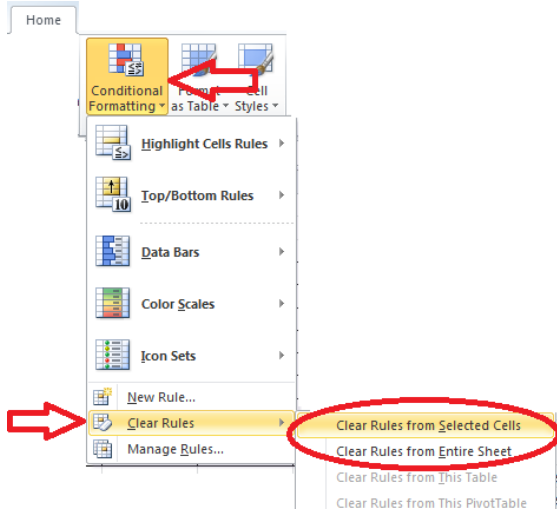 Home
Conditional Formatting
Format as Table
Cell Styles
Highlight Cells Rules
≤
Top/Bottom Rules
10
Data Bars
Color Scales
Icon Sets
New Rule...
Clear Rules
Manage Rules...
Clear Rules from Selected Cells
Clear Rules from Entire Sheet
Clear Rules from This Table
Clear Rules from This PivotTable